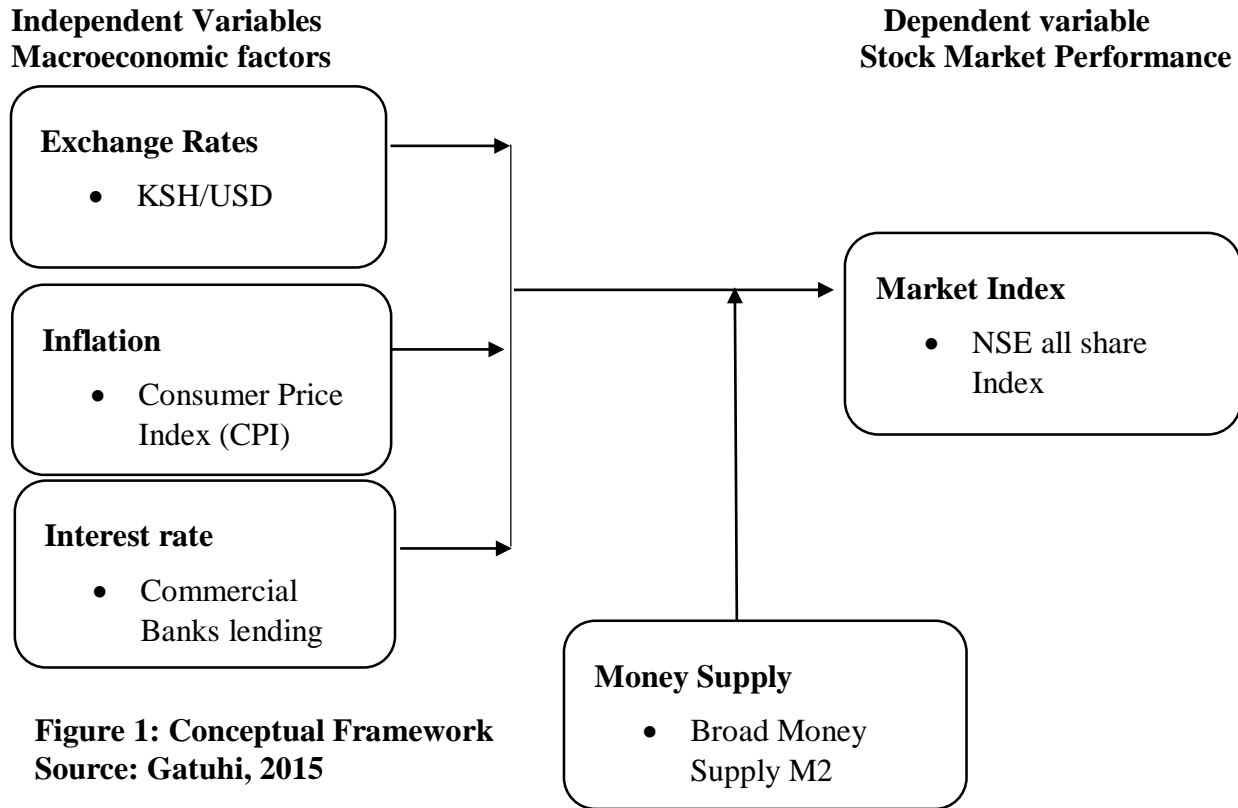 Independent Variables
Macroeconomic factors
Dependent variable
Stock Market Performance
Exchange Rates
• KSH/USD
Inflation
• Consumer Price
Index (CPI)
Interest rate
• Commercial
Banks lending
Market Index
• NSE all share
Index
Money Supply
• Broad Money
Supply M2
Figure 1: Conceptual Framework
Source: Gatuhi, 2015